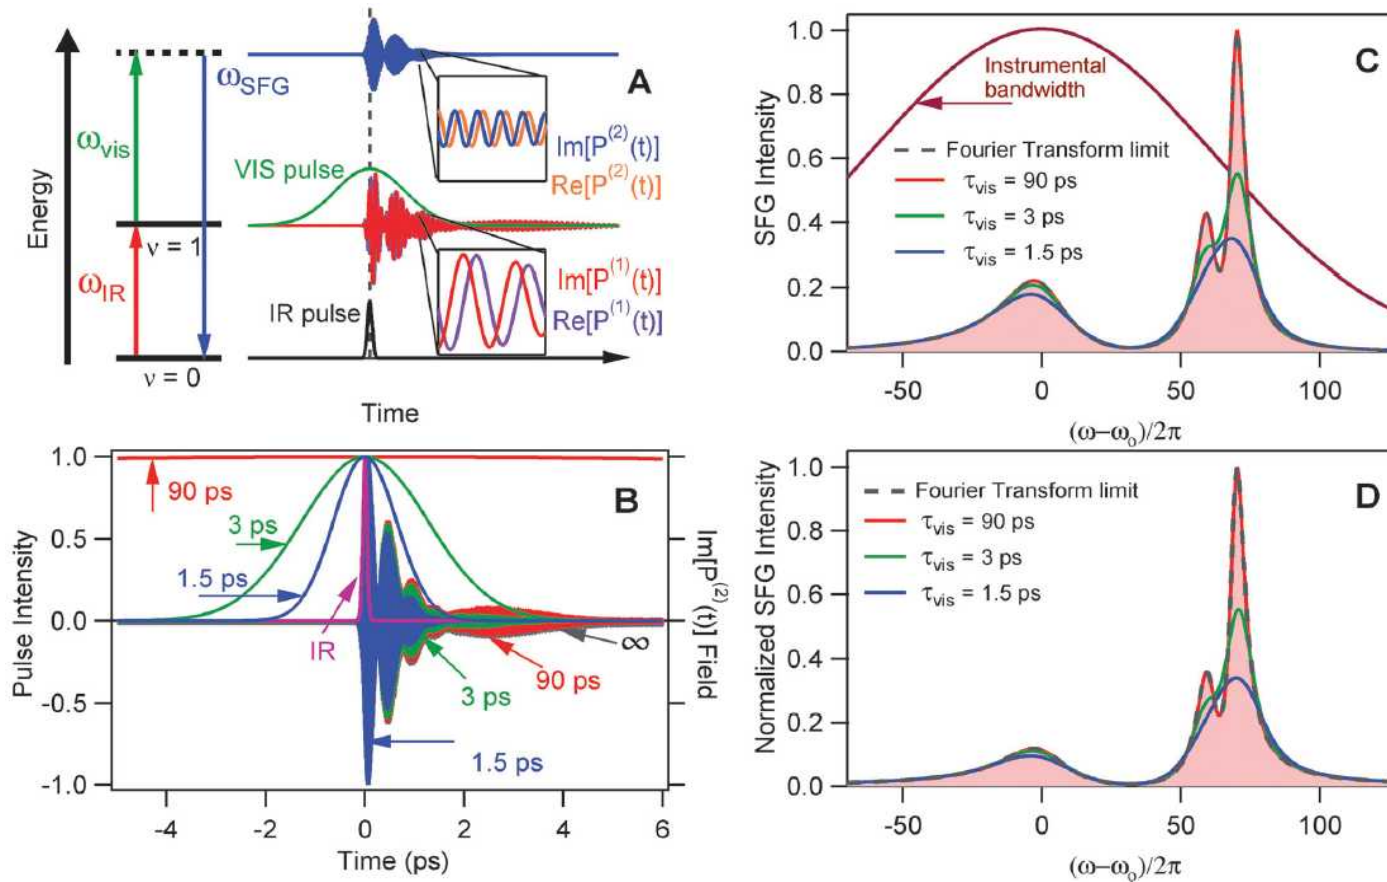 A
Energy
ω_vis
ω_IR
ω_SFG
ν = 1
ν = 0
VIS pulse
IR pulse
Im[P^(2)(t)]
Re[P^(2)(t)]
Im[P^(1)(t)]
Re[P^(1)(t)]
Time
B
Pulse Intensity
1.0
0.5
0.0
-0.5
-1.0
90 ps
3 ps
1.5 ps
IR
∞
90 ps
3 ps
1.5 ps
Im[P^(2)(t)] Field
-4 -2 0 2 4 6
Time (ps)
C
SFG Intensity
1.0
0.8
0.6
0.4
0.2
0.0
Instrumental
bandwidth
Fourier Transform limit
τ_vis = 90 ps
τ_vis = 3 ps
τ_vis = 1.5 ps
-50 0 50 100
(ω−ω_o)/2π
D
Normalized SFG Intensity
1.0
0.8
0.6
0.4
0.2
0.0
Fourier Transform limit
τ_vis = 90 ps
τ_vis = 3 ps
τ_vis = 1.5 ps
-50 0 50 100
(ω−ω_o)/2π